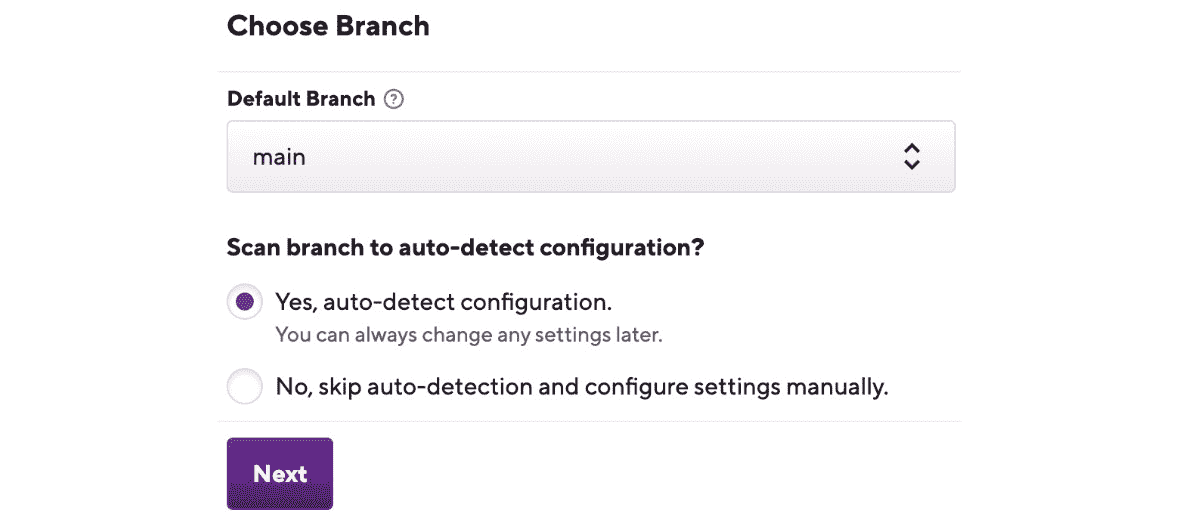 Choose Branch
Default Branch ?
main
Scan branch to auto-detect configuration?
Yes, auto-detect configuration.
You can always change any settings later.
No, skip auto-detection and configure settings manually.
Next